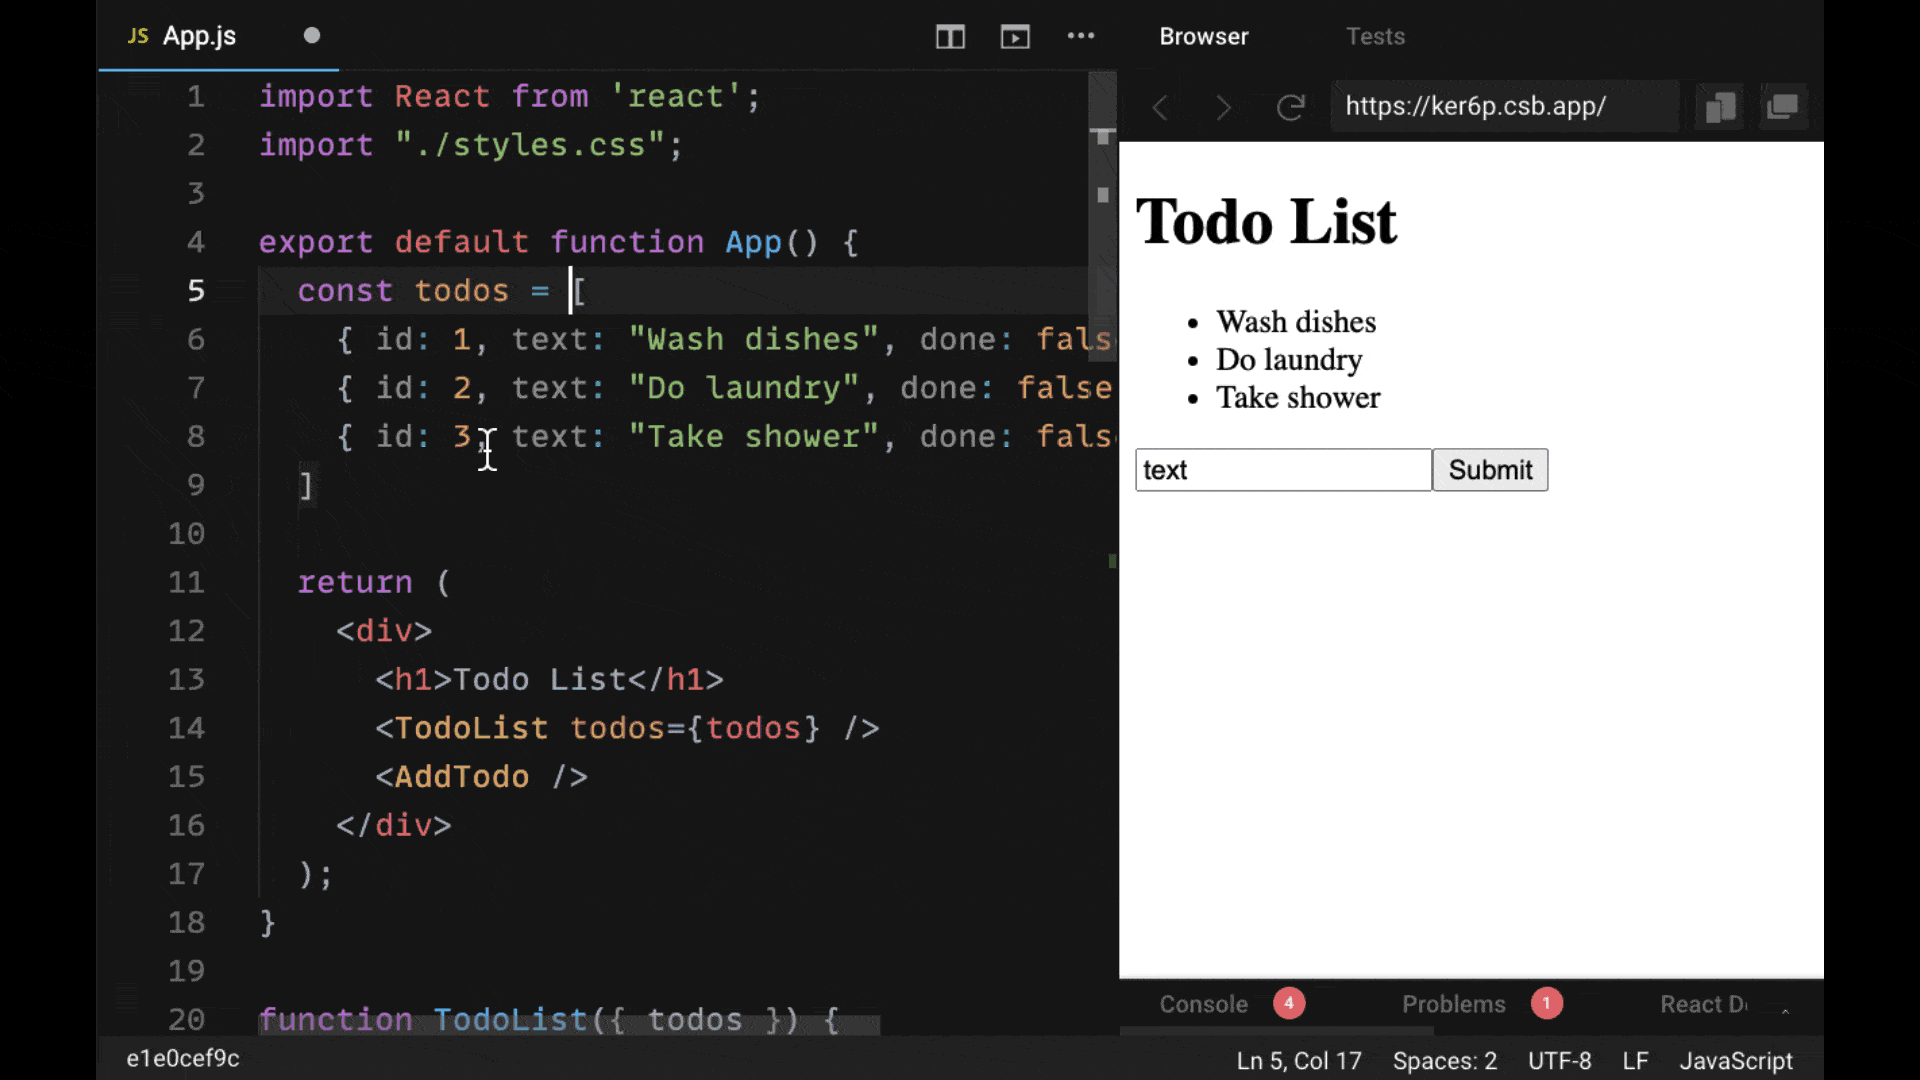 JS App.js
1 import React from 'react';
2 import "./styles.css";
3
4 export default function App() {
5 const todos = [
6 { id: 1, text: "Wash dishes", done: fals
7 { id: 2, text: "Do laundry", done: false
8 { id: 3, text: "Take shower", done: fals
9 ]
10
11 return (
12 <div>
13 <h1>Todo List</h1>
14 <TodoList todos={todos} />
15 <AddTodo />
16 </div>
17 );
18 }
19
20 function TodoList({ todos }) {
e1e0cef9c
Browser Tests
https://ker6p.csb.app/
Todo List
• Wash dishes
• Do laundry
• Take shower
text Submit
Console 4 Problems 1 React D
Ln 5, Col 17 Spaces: 2 UTF-8 LF JavaScript